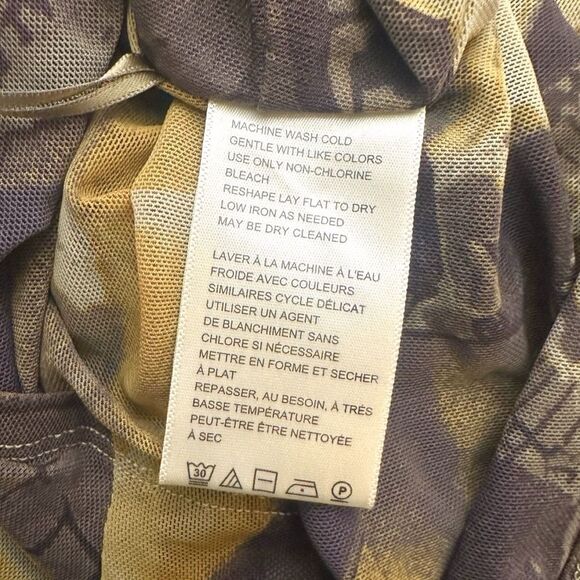 MACHINE WASH COLD
GENTLE WITH LIKE COLORS
USE ONLY NON-CHLORINE
BLEACH
RESHAPE LAY FLAT TO DRY
LOW IRON AS NEEDED
MAY BE DRY CLEANED
LAVER À LA MACHINE À L'EAU
FROIDE AVEC COULEURS
SIMILAIRES CYCLE DÉLICAT
UTILISER UN AGENT
DE BLANCHIMENT SANS
CHLORE SI NÉCESSAIRE
METTRE EN FORME ET SECHER
À PLAT
REPASSER, AU BESOIN, À TRÈS
BASSE TEMPÉRATURE
PEUT-ÊTRE ÊTRE NETTOYÉE
À SEC
30 P